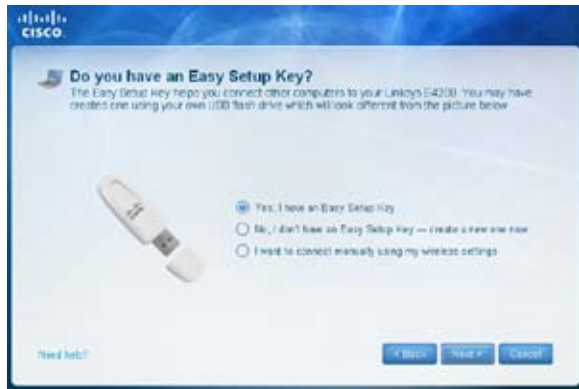 CISCO
Do you have an Easy Setup Key?
The Easy Setup Key helps you connect other computers to your Linksys E4200. You may have
created one using your own USB flash drive which will look different from the picture below
Yes, I have an Easy Setup Key
No, I don't have an Easy Setup Key — create a new one now
I want to connect manually using my wireless settings
Need help?
< Back Next > Cancel